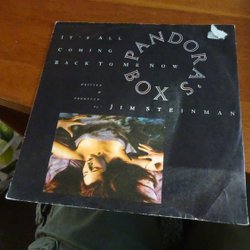 IT'S ALL
COMING
BACK TO ME NOW
PANDORA'S
BOX
WRITTEN
&
PRODUCED
BY
JIM STEINMAN